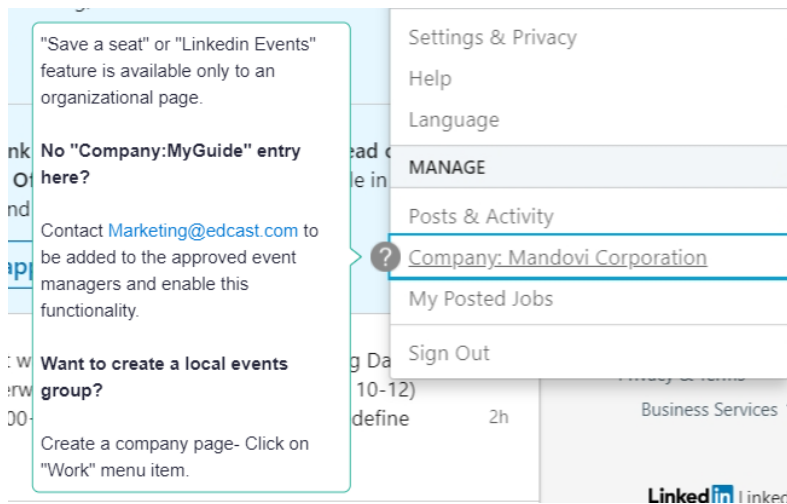 "Save a seat" or "Linkedin Events"
feature is available only to an
organizational page.
No "Company:MyGuide" entry
here?
Contact Marketing@edcast.com to
be added to the approved event
managers and enable this
functionality.
Want to create a local events
group?
Create a company page- Click on
"Work" menu item.
?
Settings & Privacy
Help
Language
MANAGE
Posts & Activity
Company: Mandovi Corporation
My Posted Jobs
Sign Out
10-12)
define
2h
Business Services
Linked in